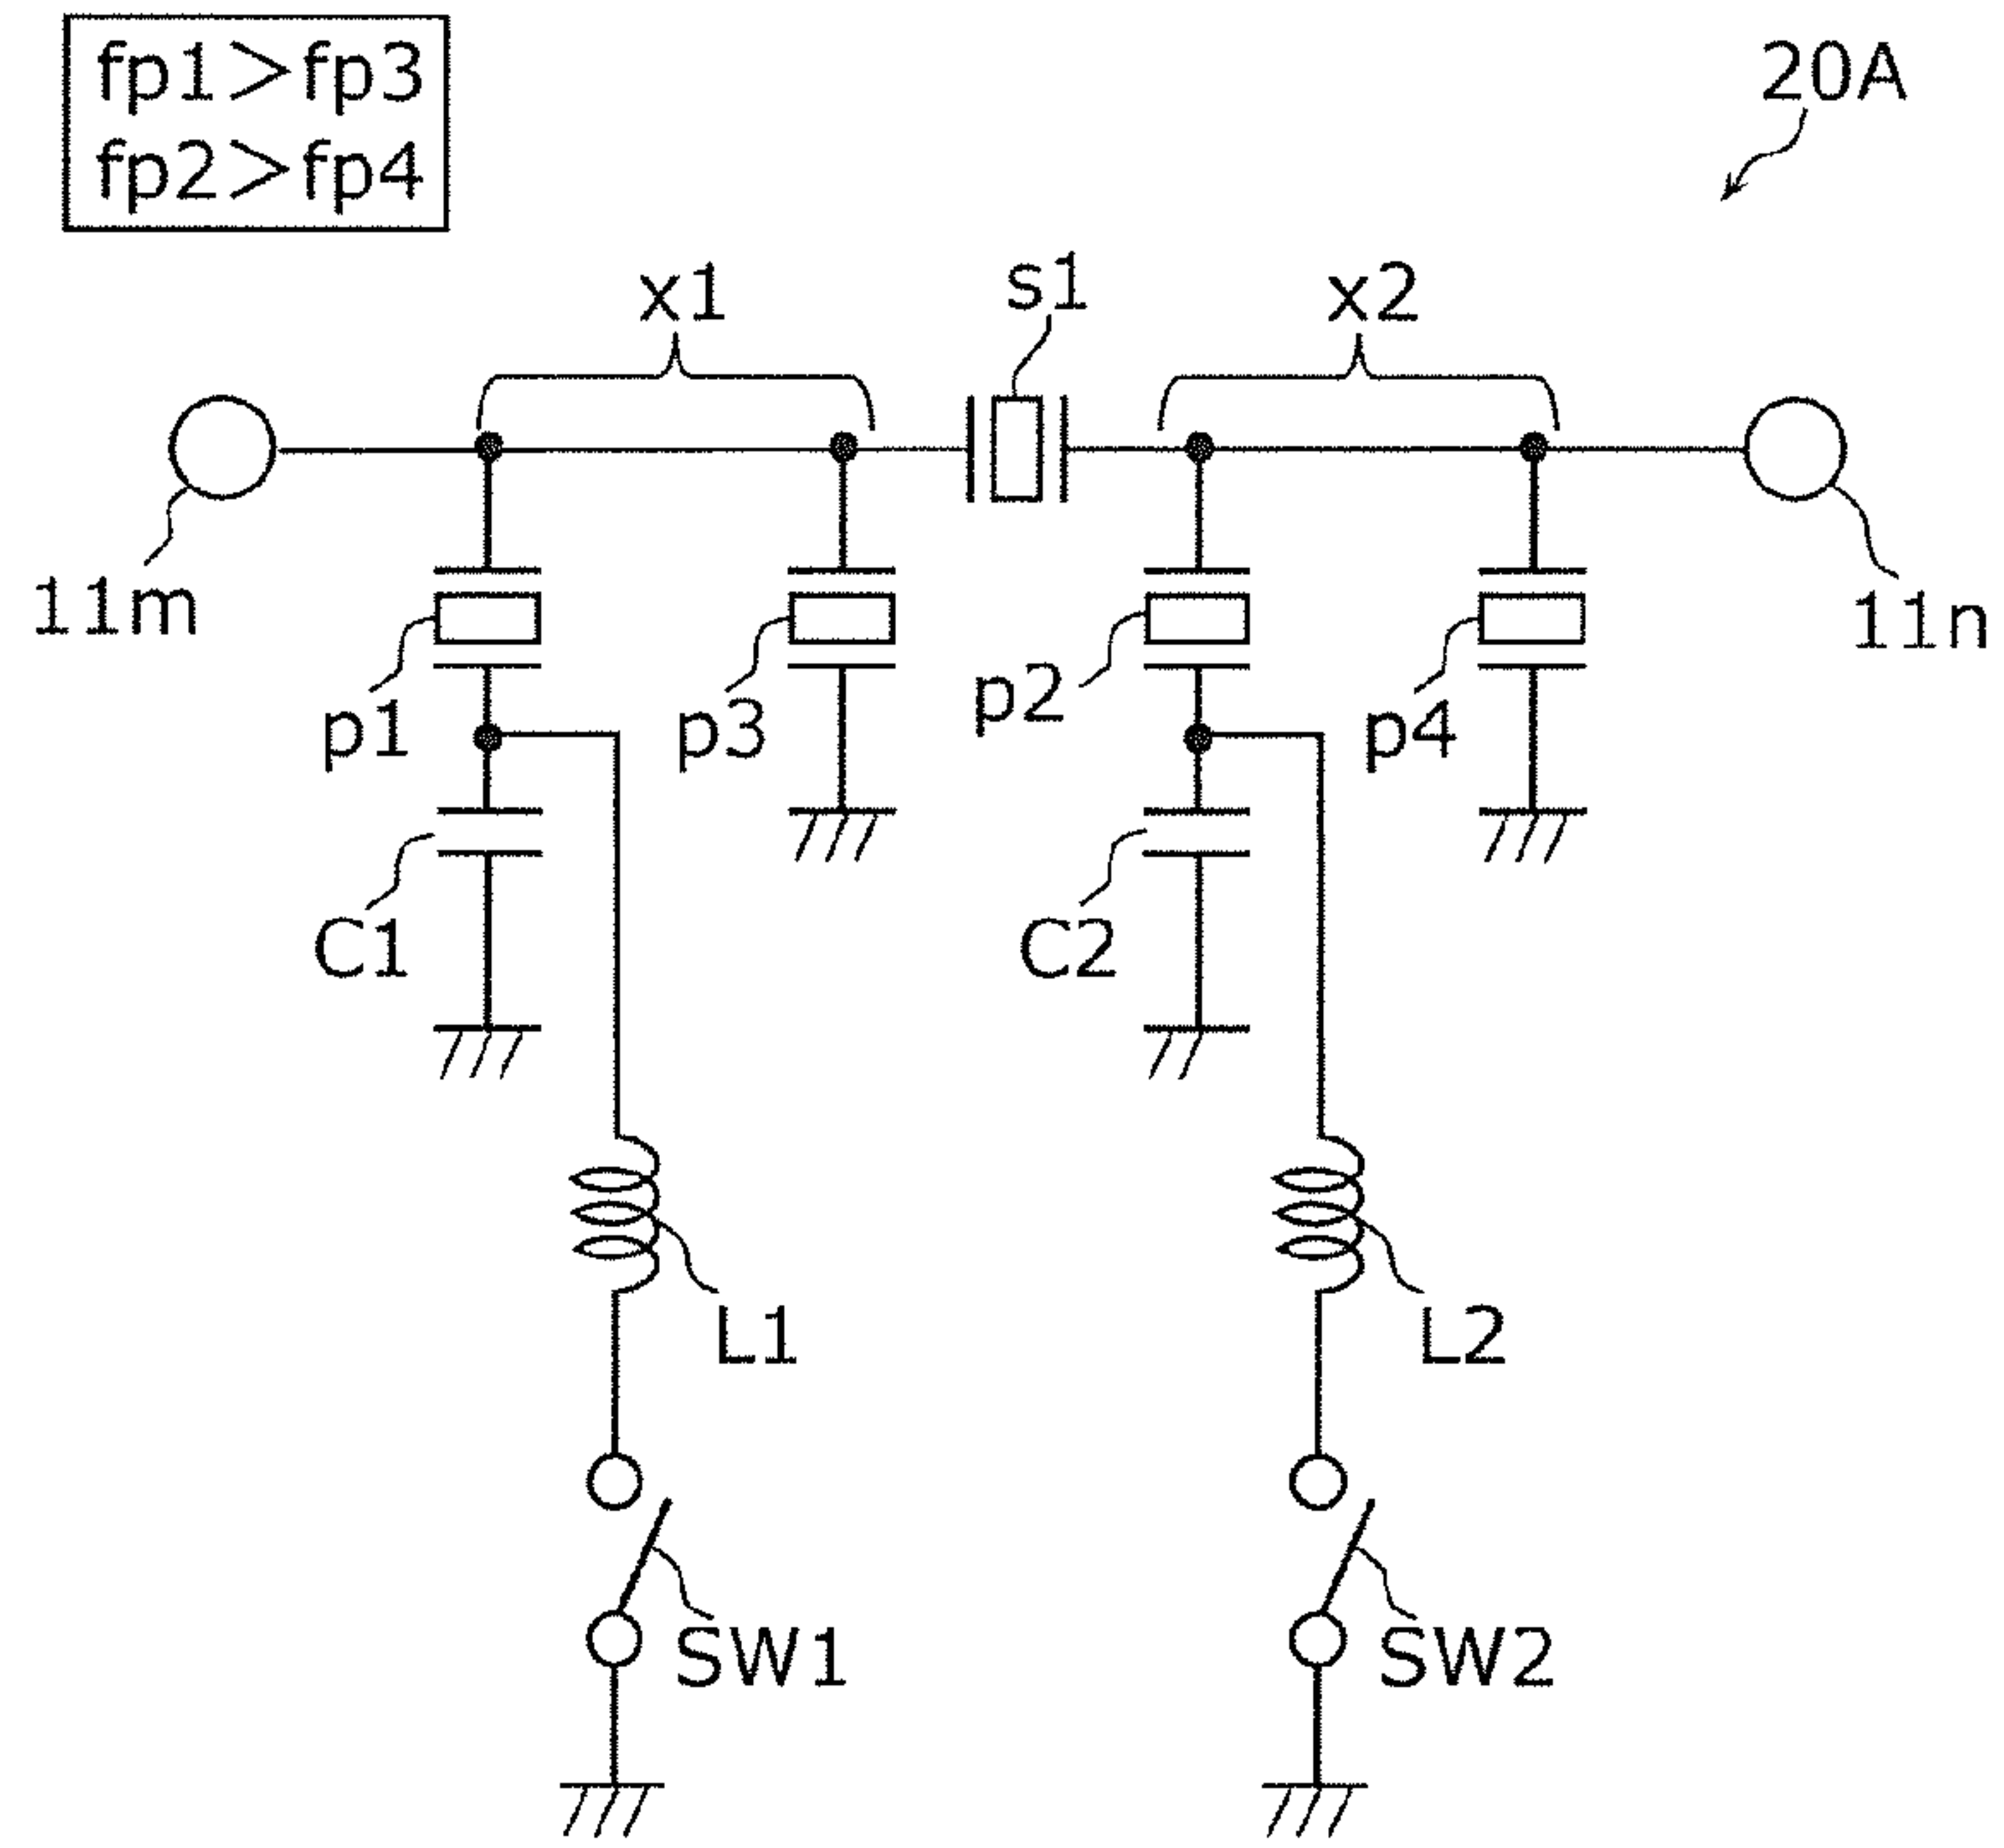 fp1>fp3
fp2>fp4
20A
x1
s1
x2
11m
11n
p1
p3
p2
p4
C1
C2
L1
L2
SW1
SW2